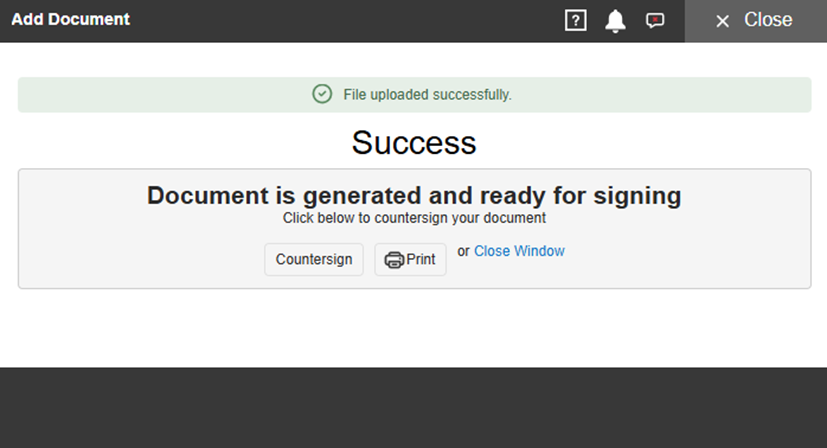 Add Document
? Close
File uploaded successfully.
Success
Document is generated and ready for signing
Click below to countersign your document
Countersign Print or Close Window